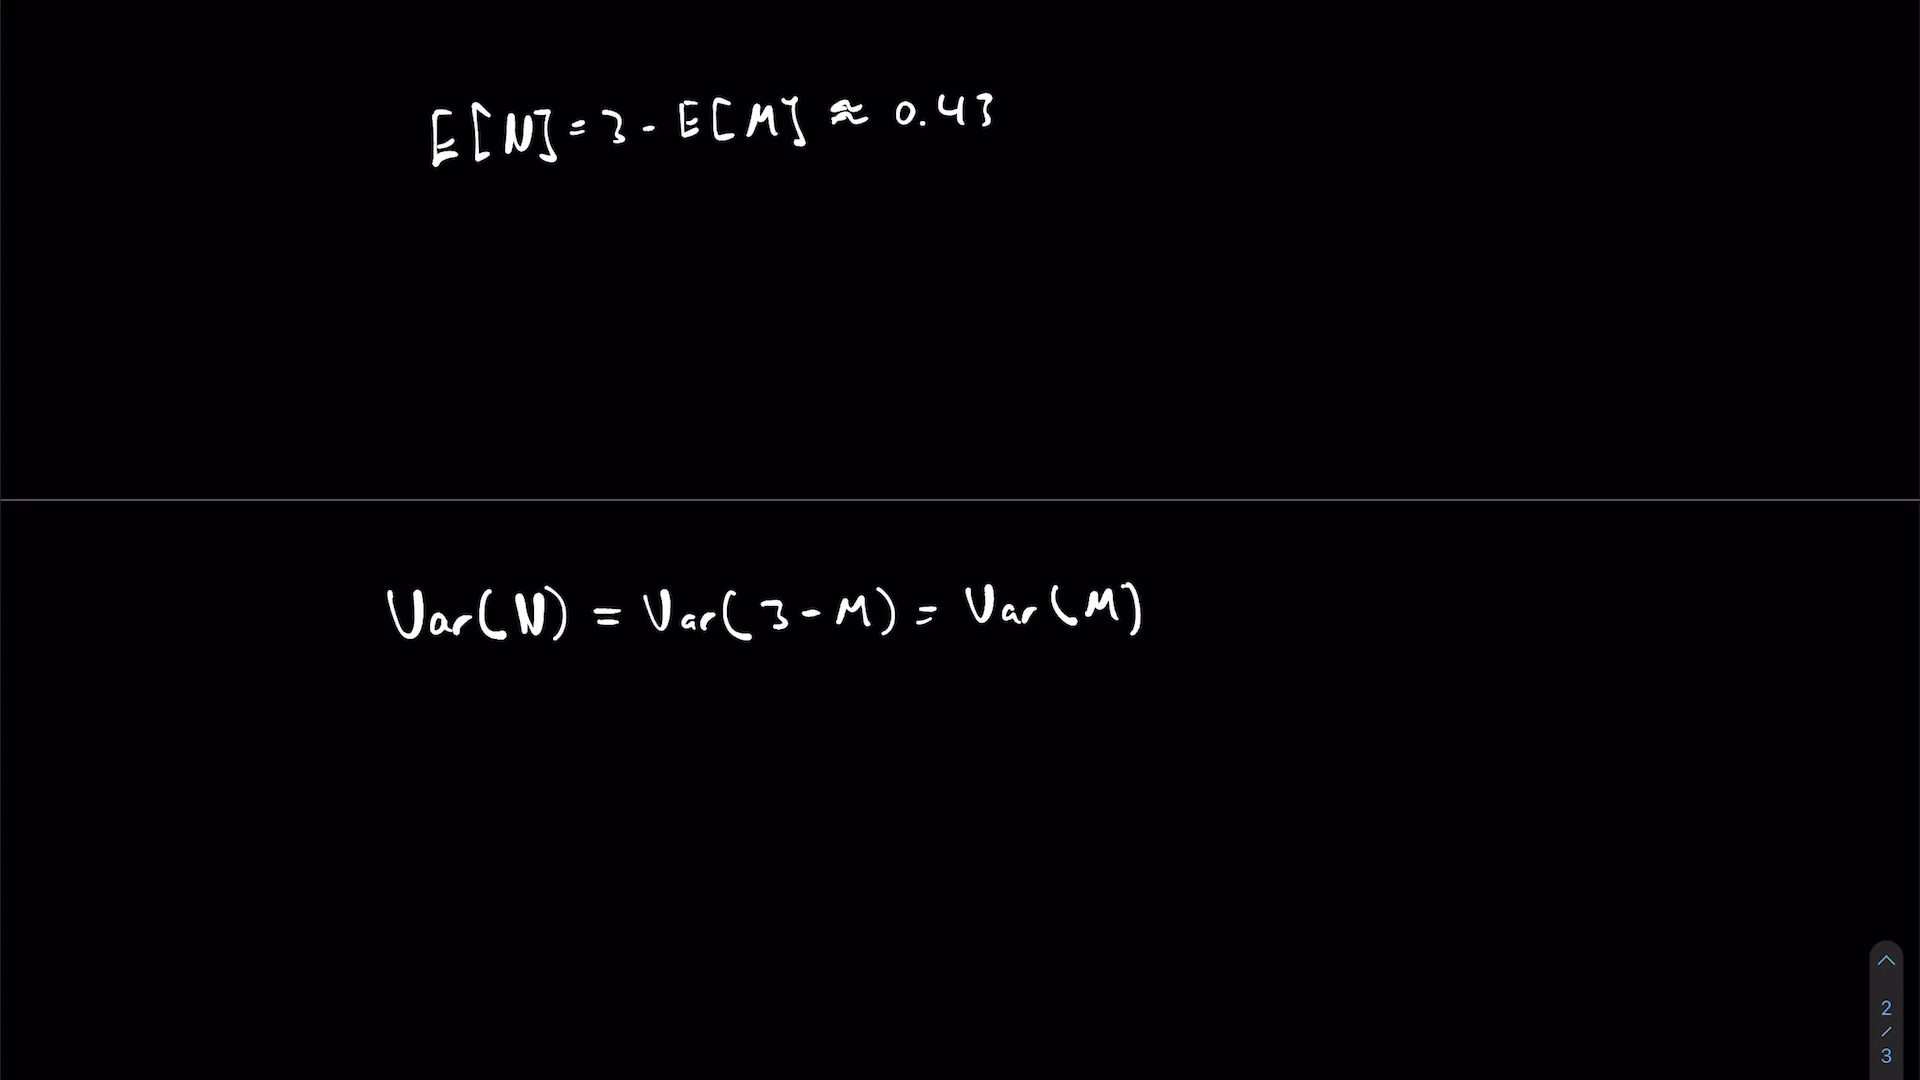 E[N] = 3 - E[M] ≈ 0.43
Var(N) = Var(3-M) = Var(M)
2
/
3